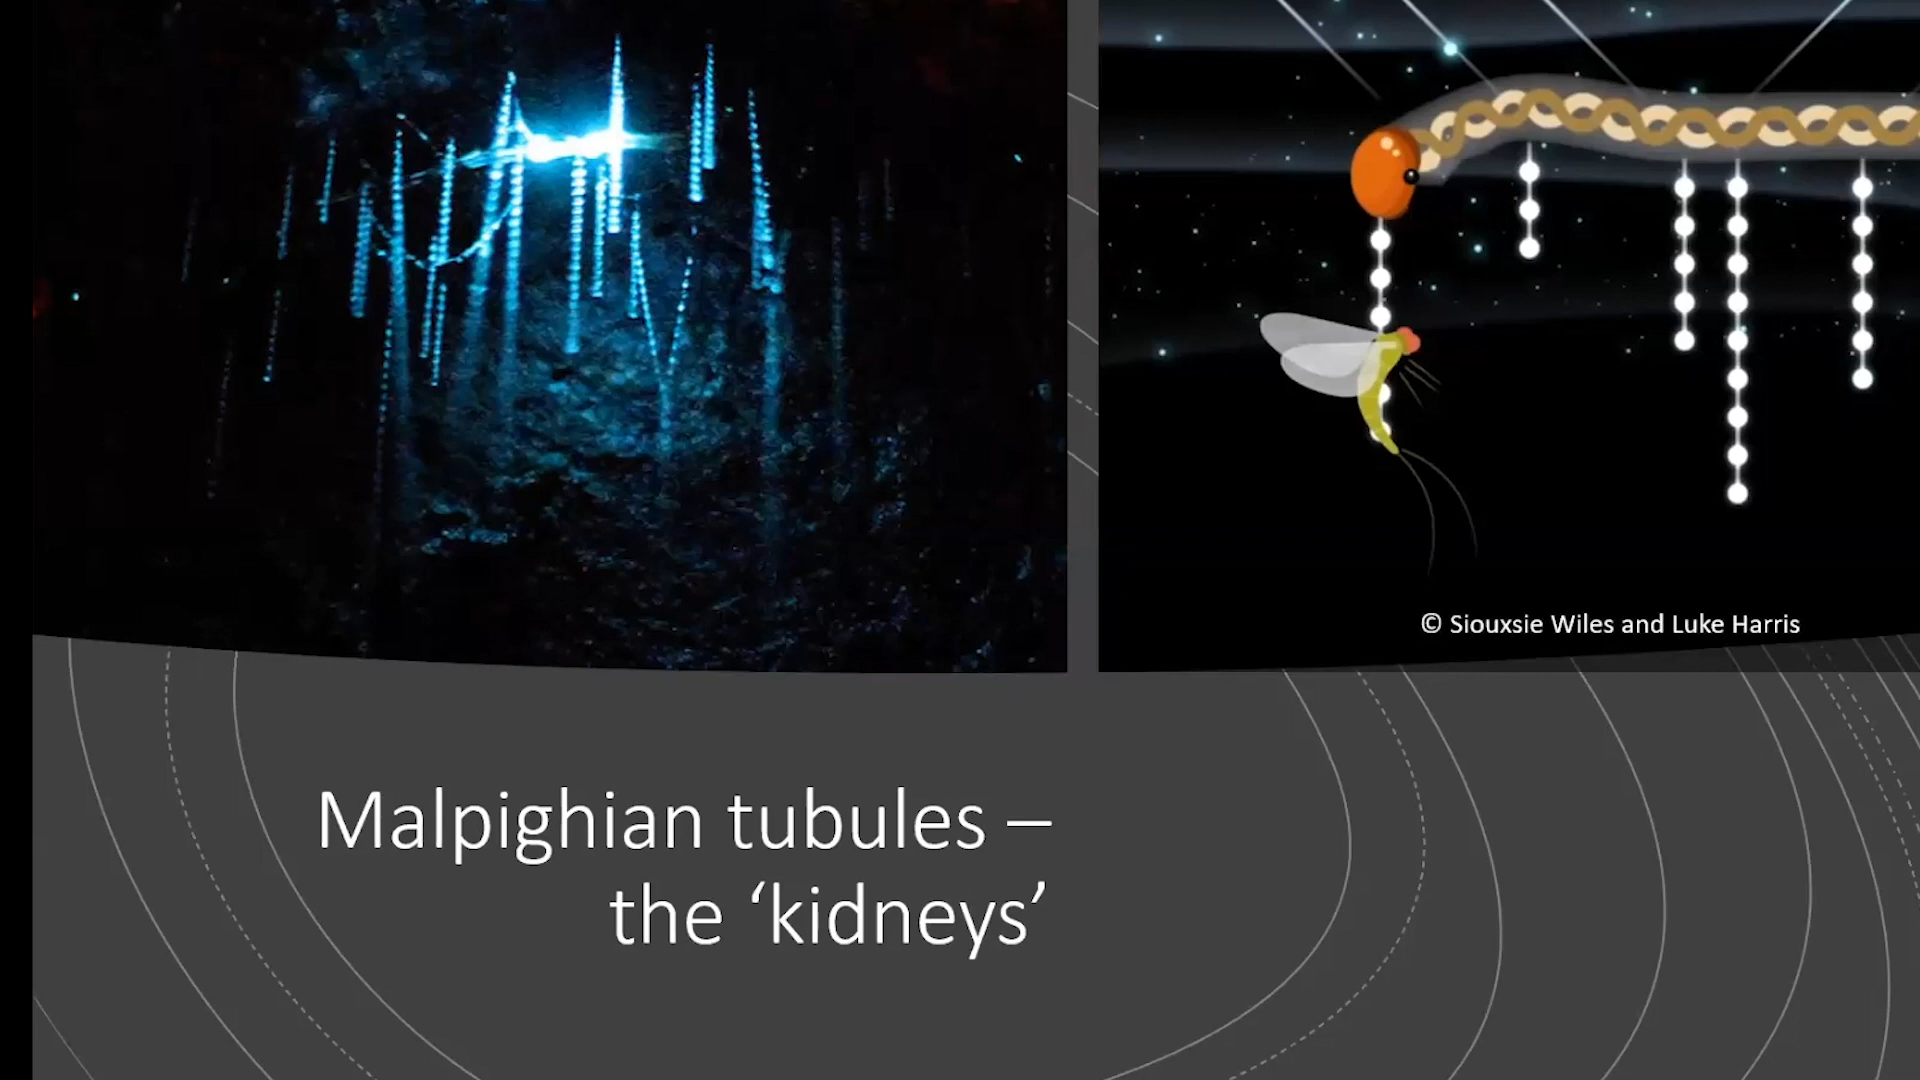 © Siouxsie Wiles and Luke Harris
Malpighian tubules –
the ‘kidneys’